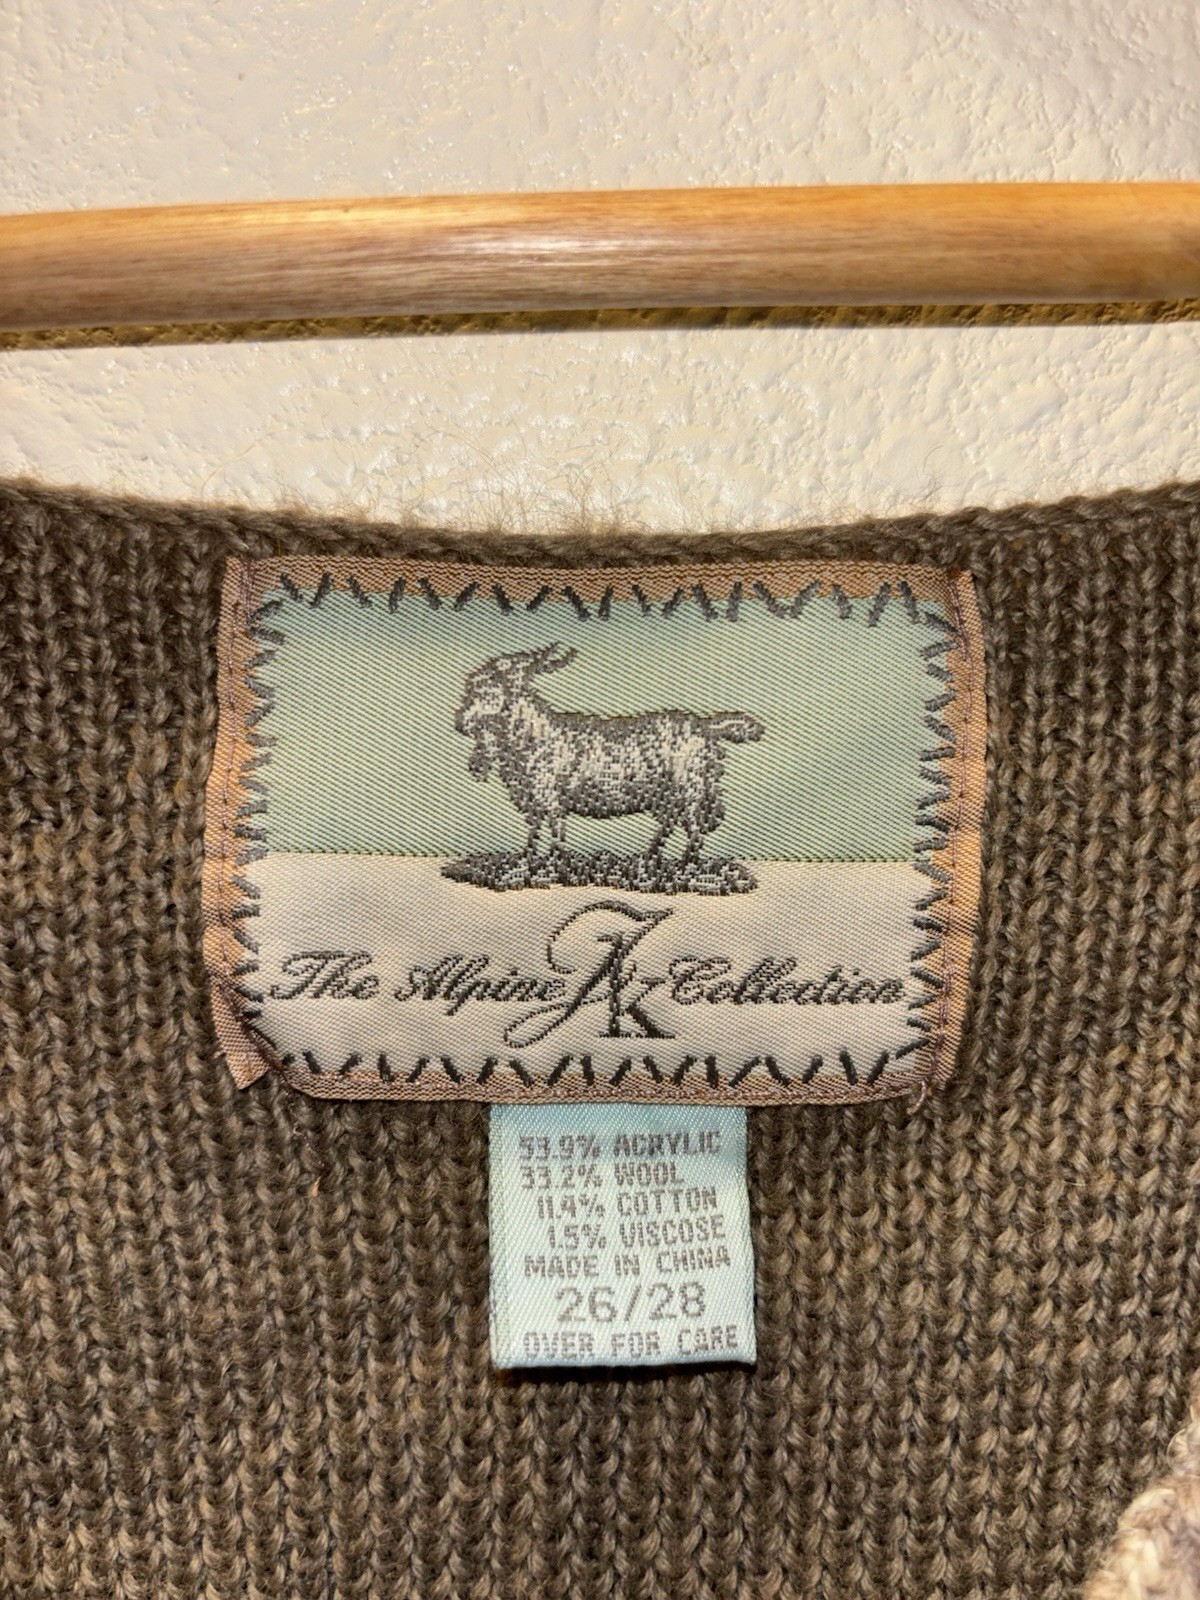 The Alpine JK Collection
53.9% ACRYLIC
33.2% WOOL
11.4% COTTON
1.5% VISCOSE
MADE IN CHINA
26/28
OVER FOR CARE